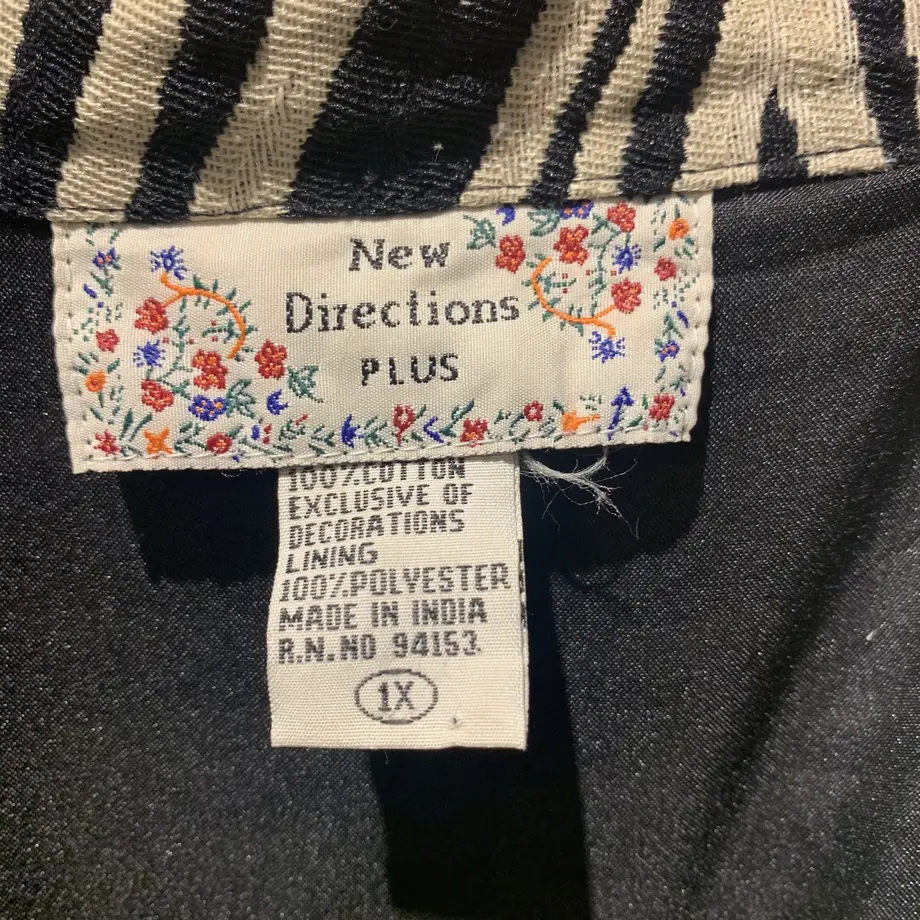 New
Directions
PLUS
100%COTTON
EXCLUSIVE OF
DECORATIONS
LINING
100%POLYESTER
MADE IN INDIA
R.N.NO 94153
1X